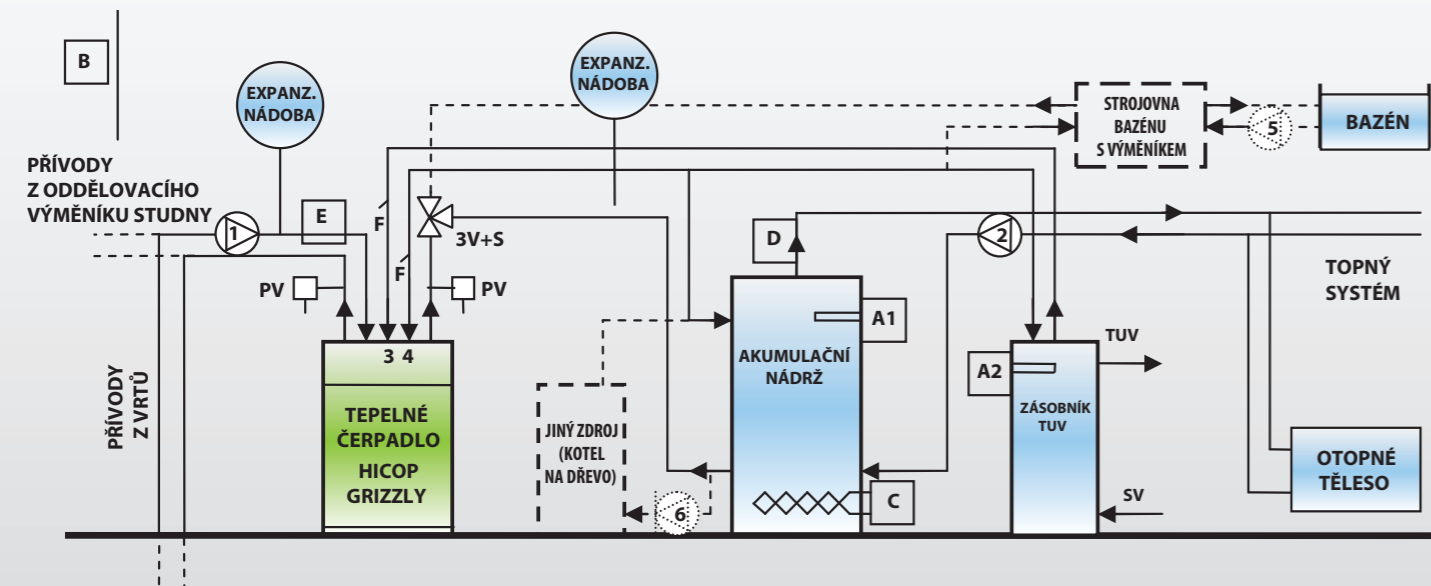 B
EXPANZ.
NÁDOBA
EXPANZ.
NÁDOBA
STROJOVNA
BAZÉNU
S VÝMĚNÍKEM
5
BAZÉN
PŘÍVODY
Z ODDĚLOVACÍHO
VÝMĚNÍKU STUDNY
1
E
F
F
3V+S
D
2
TOPNÝ
SYSTÉM
PV
PV
3 4
A1
A2
TUV
AKUMULAČNÍ
NÁDRŽ
ZÁSOBNÍK
TUV
PŘÍVODY
Z VRTŮ
TEPELNÉ
ČERPADLO
HICOP
GRIZZLY
JINÝ ZDROJ
(KOTEL
NA DŘEVO)
6
C
SV
OTOPNÉ
TĚLESO